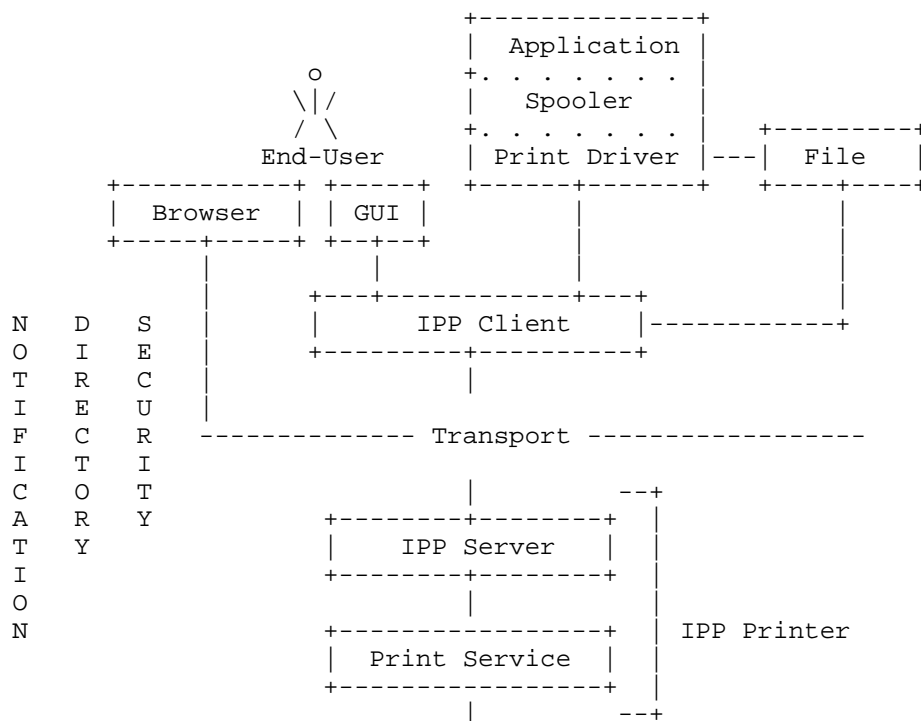 Application
Spooler
End-User
Print Driver
File
Browser
GUI
IPP Client
NOTIFICATION
DIRECTORY
SECURITY
Transport
IPP Server
IPP Printer
Print Service